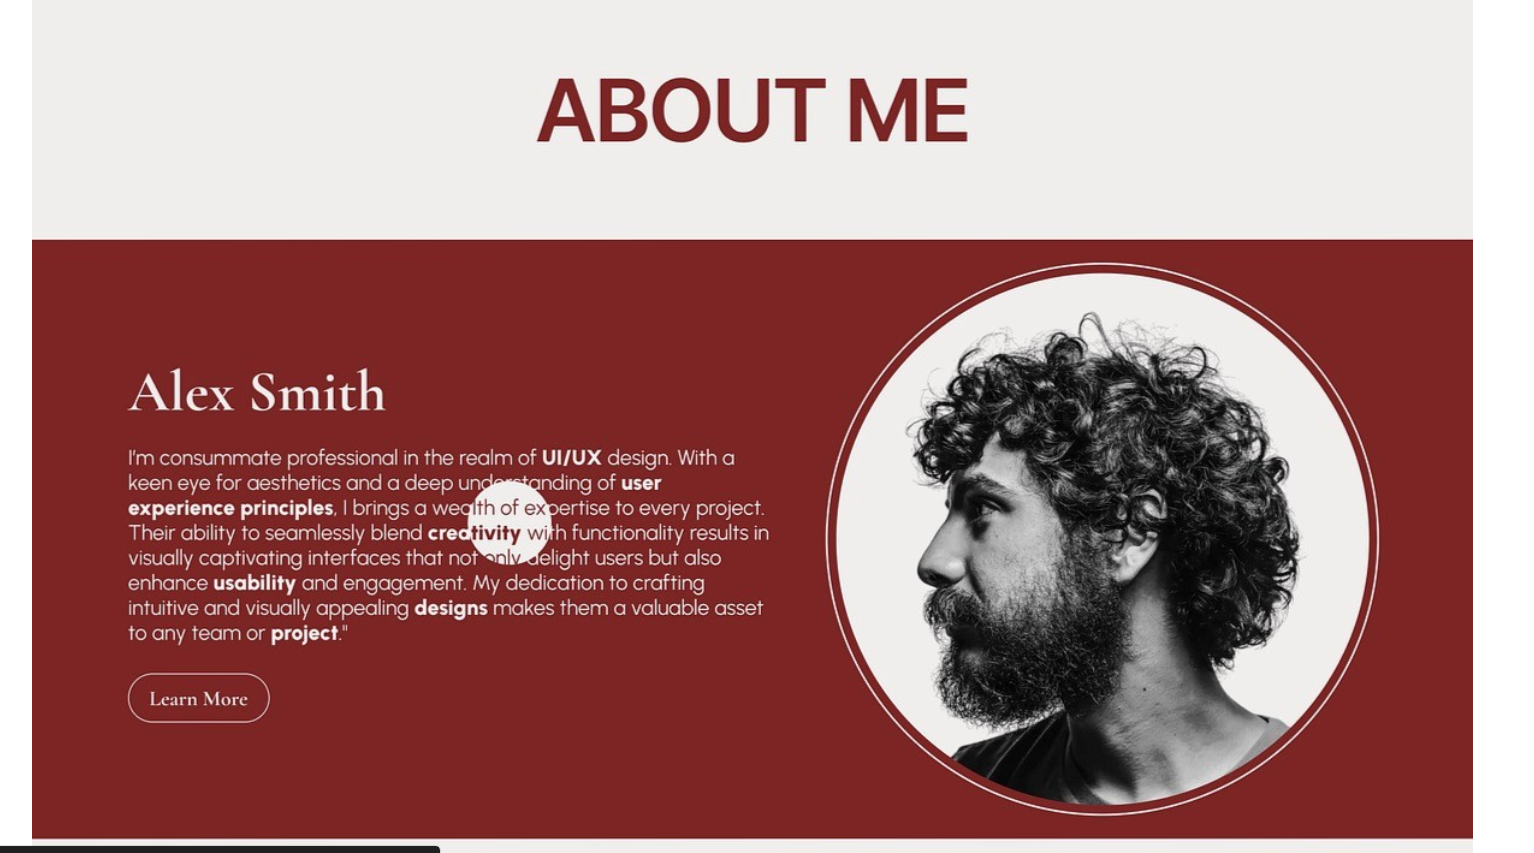 ABOUT ME
Alex Smith
I'm consummate professional in the realm of UI/UX design. With a
keen eye for aesthetics and a deep understanding of user
experience principles, I brings a wealth of expertise to every project.
Their ability to seamlessly blend creativity with functionality results in
visually captivating interfaces that not only delight users but also
enhance usability and engagement. My dedication to crafting
intuitive and visually appealing designs makes them a valuable asset
to any team or project."
Learn More